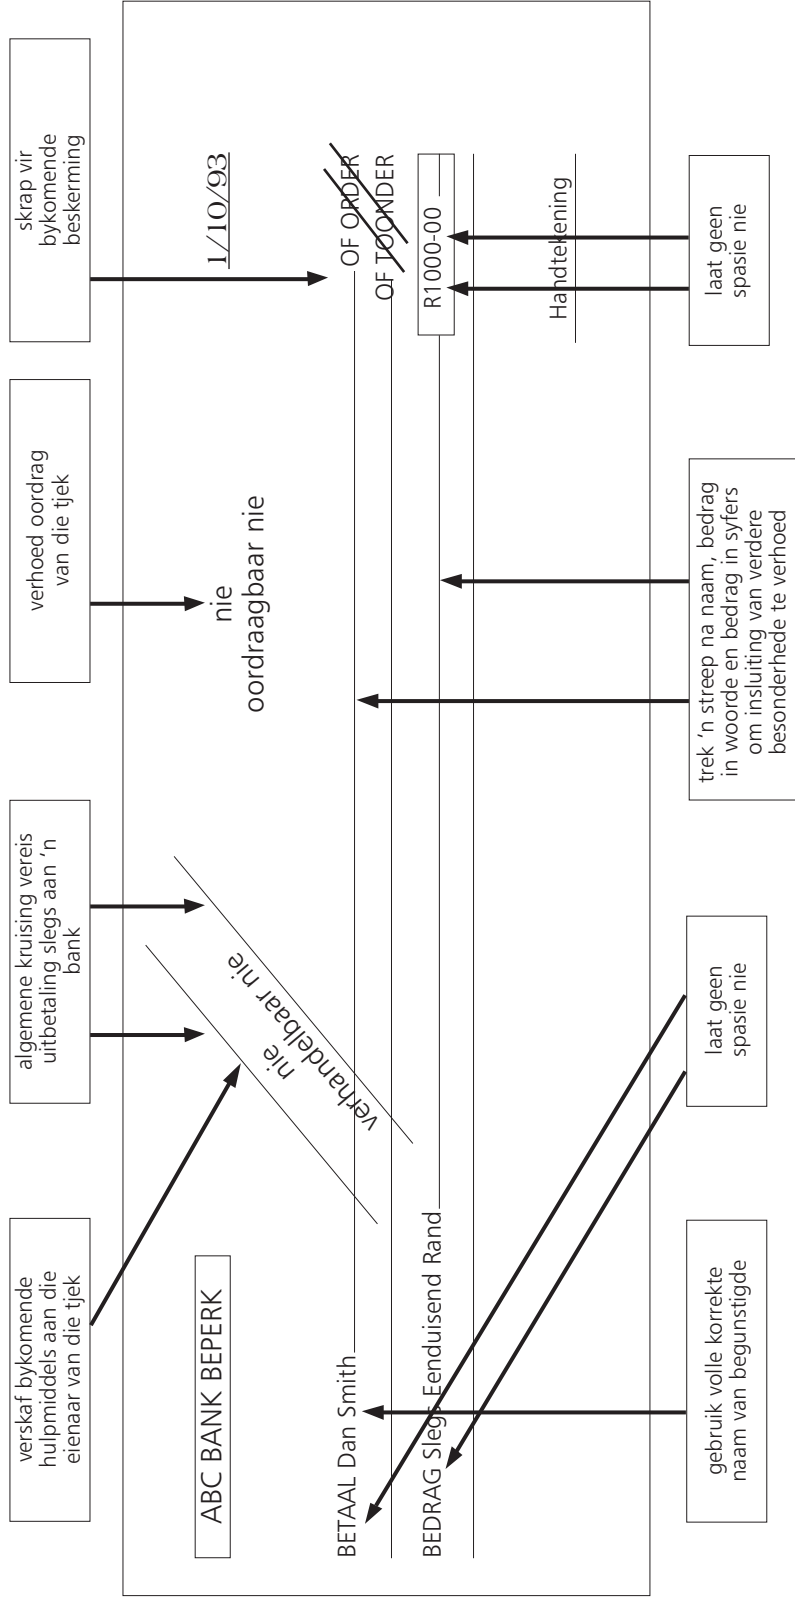 verskaf bykomende
hulpmiddels aan die
eienaar van die tjek
algemene kruising vereis
uitbetaling slegs aan 'n
bank
verhoed oordrag
van die tjek
skrap vir
bykomende
beskerming
ABC BANK BEPERK
nie
verhandelbaar nie
nie
oordraagbaar nie
1/10/93
BETAAL Dan Smith
OF ORDER
OF TOONDER
BEDRAG Slegs Eenduisend Rand
R1000-00
Handtekening
gebruik volle korrekte
naam van begunstigde
laat geen
spasie nie
trek 'n streep na naam, bedrag
in woorde en bedrag in syfers
om insluiting van verdere
besonderhede te verhoed
laat geen
spasie nie